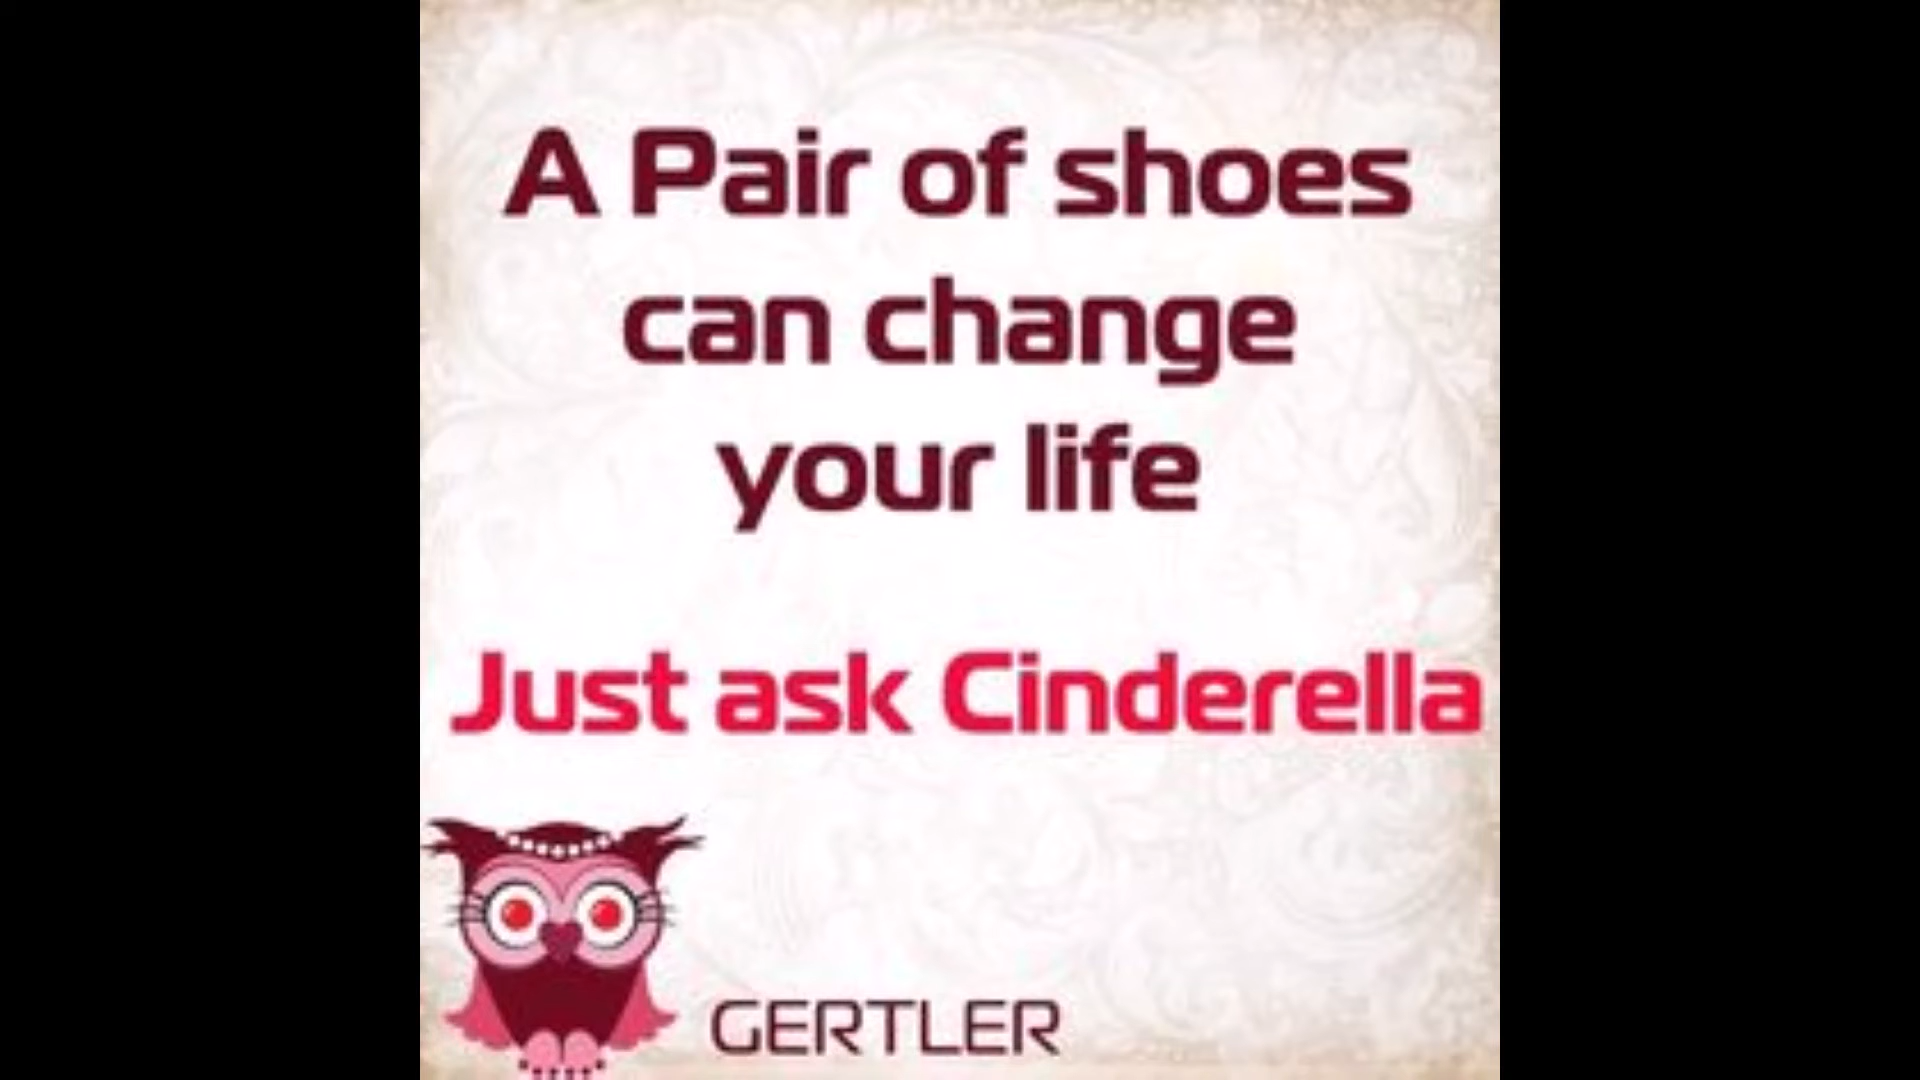 A Pair of shoes
can change
your life
Just ask Cinderella
GERTLER